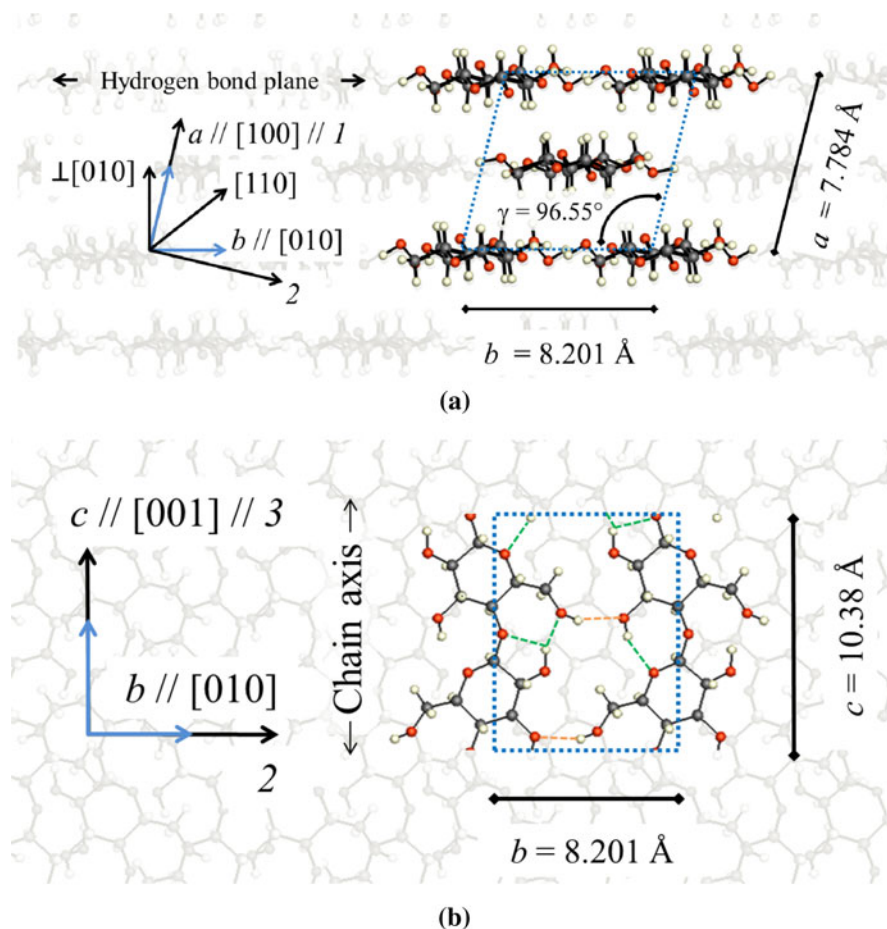 Hydrogen bond plane
a // [100] // 1
⊥[010]
[110]
b // [010]
2
γ = 96.55°
a = 7.784 Å
b = 8.201 Å
(a)
c // [001] // 3
Chain axis
b // [010]
2
c = 10.38 Å
b = 8.201 Å
(b)